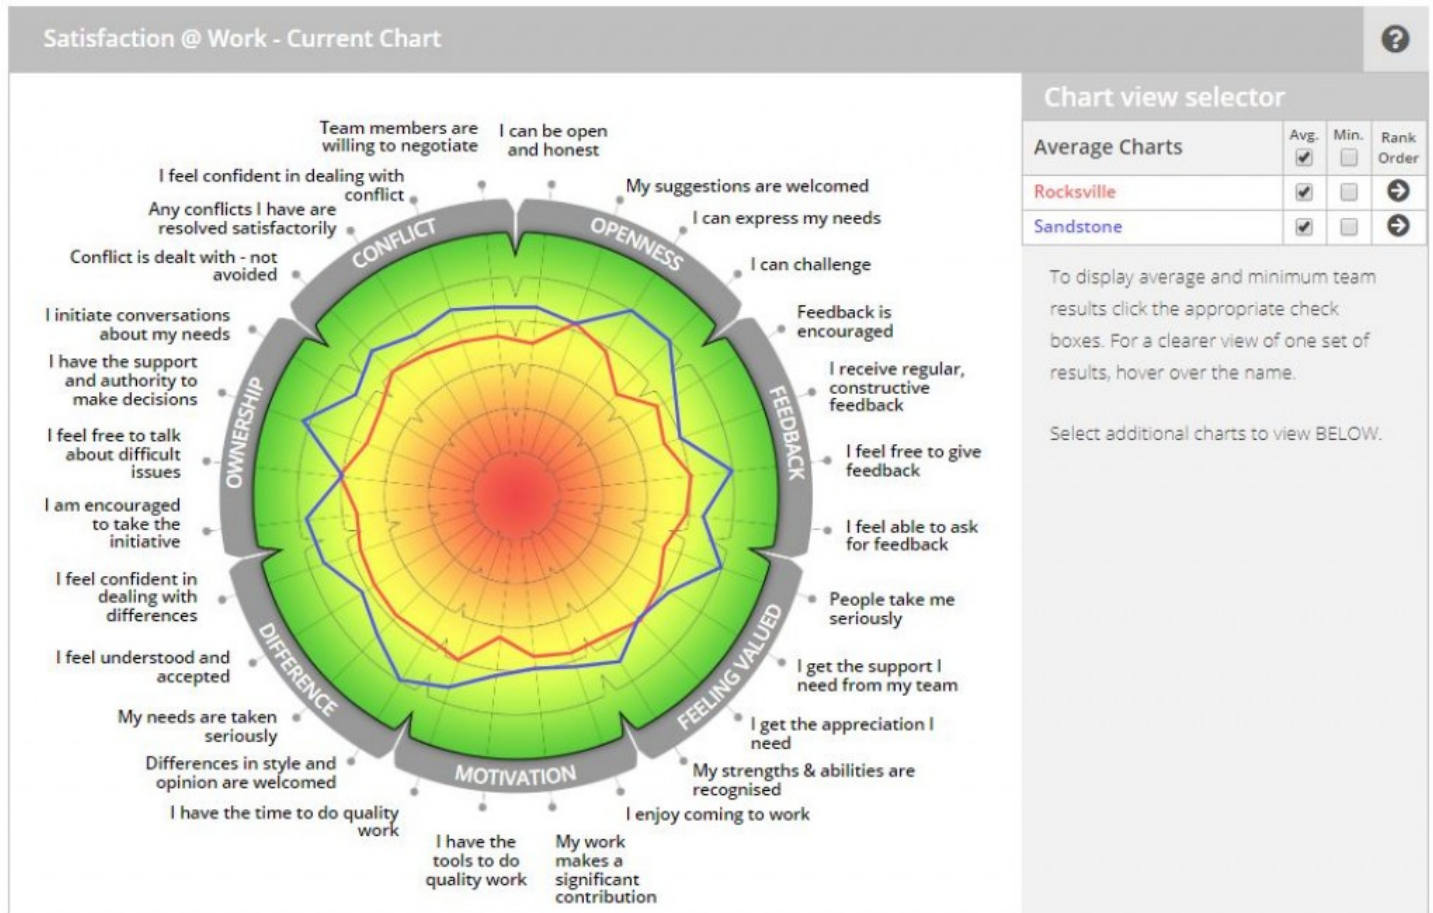 Satisfaction @ Work - Current Chart
Team members are
willing to negotiate
I can be open
and honest
I feel confident in dealing with
conflict
My suggestions are welcomed
Any conflicts I have are
resolved satisfactorily
I can express my needs
Conflict is dealt with - not
avoided
I can challenge
I initiate conversations
about my needs
Feedback is
encouraged
I have the support
and authority to
make decisions
I receive regular,
constructive
feedback
I feel free to talk
about difficult
issues
I feel free to give
feedback
I am encouraged
to take the
initiative
I feel able to ask
for feedback
I feel confident in
dealing with
differences
People take me
seriously
I feel understood and
accepted
I get the support I
need from my team
My needs are taken
seriously
I get the appreciation I
need
Differences in style and
opinion are welcomed
My strengths & abilities are
recognised
I have the time to do quality
work
I enjoy coming to work
I have the
tools to do
quality work
My work
makes a
significant
contribution
CONFLICT
OPENNESS
OWNERSHIP
FEEDBACK
DIFFERENCE
FEELING VALUED
MOTIVATION
?
Chart view selector
Average Charts
Avg.
Min.
Rank
Order
Rocksville
Sandstone
To display average and minimum team
results click the appropriate check
boxes. For a clearer view of one set of
results, hover over the name.
Select additional charts to view BELOW.